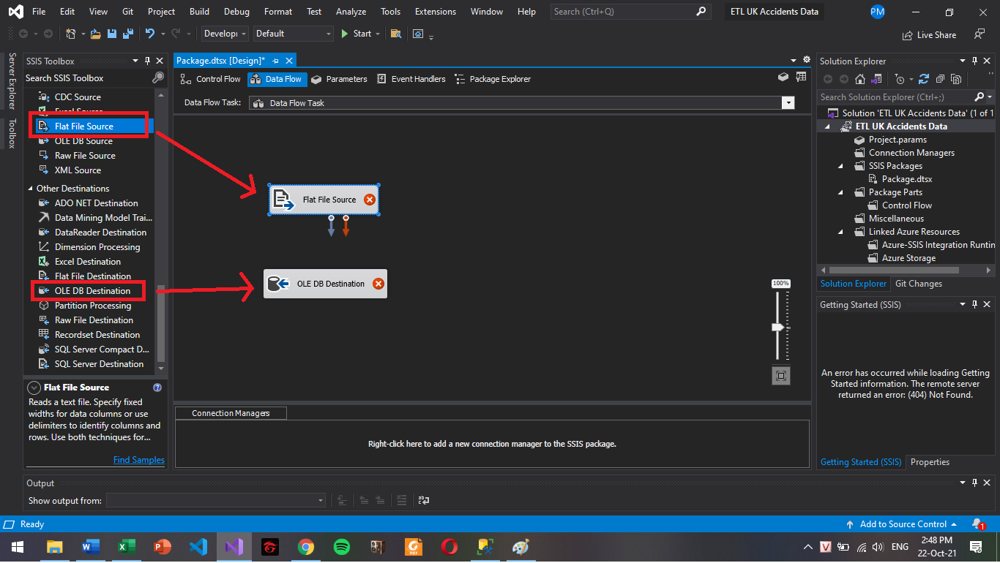 File Edit View Git Project Build Debug Format Test Analyze Tools Extensions Window Help Search (Ctrl+Q) ETL UK Accidents Data PM
Developr Default Start Live Share
Server Explorer
Toolbox
SSIS Toolbox
Search SSIS Toolbox
CDC Source
Excel Source
Flat File Source
OLE DB Source
Raw File Source
XML Source
Other Destinations
ADO NET Destination
Data Mining Model Trai...
DataReader Destination
Dimension Processing
Excel Destination
Flat File Destination
OLE DB Destination
Partition Processing
Raw File Destination
Recordset Destination
SQL Server Compact D...
SQL Server Destination
Flat File Source
Reads a text file. Specify fixed
widths for data columns or use
delimiters to identify columns and
rows. Use both techniques for...
Find Samples
Package.dtsx [Design]*
Control Flow Data Flow Parameters Event Handlers Package Explorer
Data Flow Task: Data Flow Task
Flat File Source
OLE DB Destination
100%
Connection Managers
Right-click here to add a new connection manager to the SSIS package.
Solution Explorer
Search Solution Explorer (Ctrl+;)
Solution 'ETL UK Accidents Data' (1 of 1
ETL UK Accidents Data
Project.params
Connection Managers
SSIS Packages
Package.dtsx
Package Parts
Control Flow
Miscellaneous
Linked Azure Resources
Azure-SSIS Integration Runtin
Azure Storage
Solution Explorer Git Changes
Getting Started (SSIS)
An error has occurred while loading Getting
Started information. The remote server
returned an error: (404) Not Found.
Getting Started (SSIS) Properties
Output
Show output from:
Ready Add to Source Control 1
ENG 2:48 PM
22-Oct-21